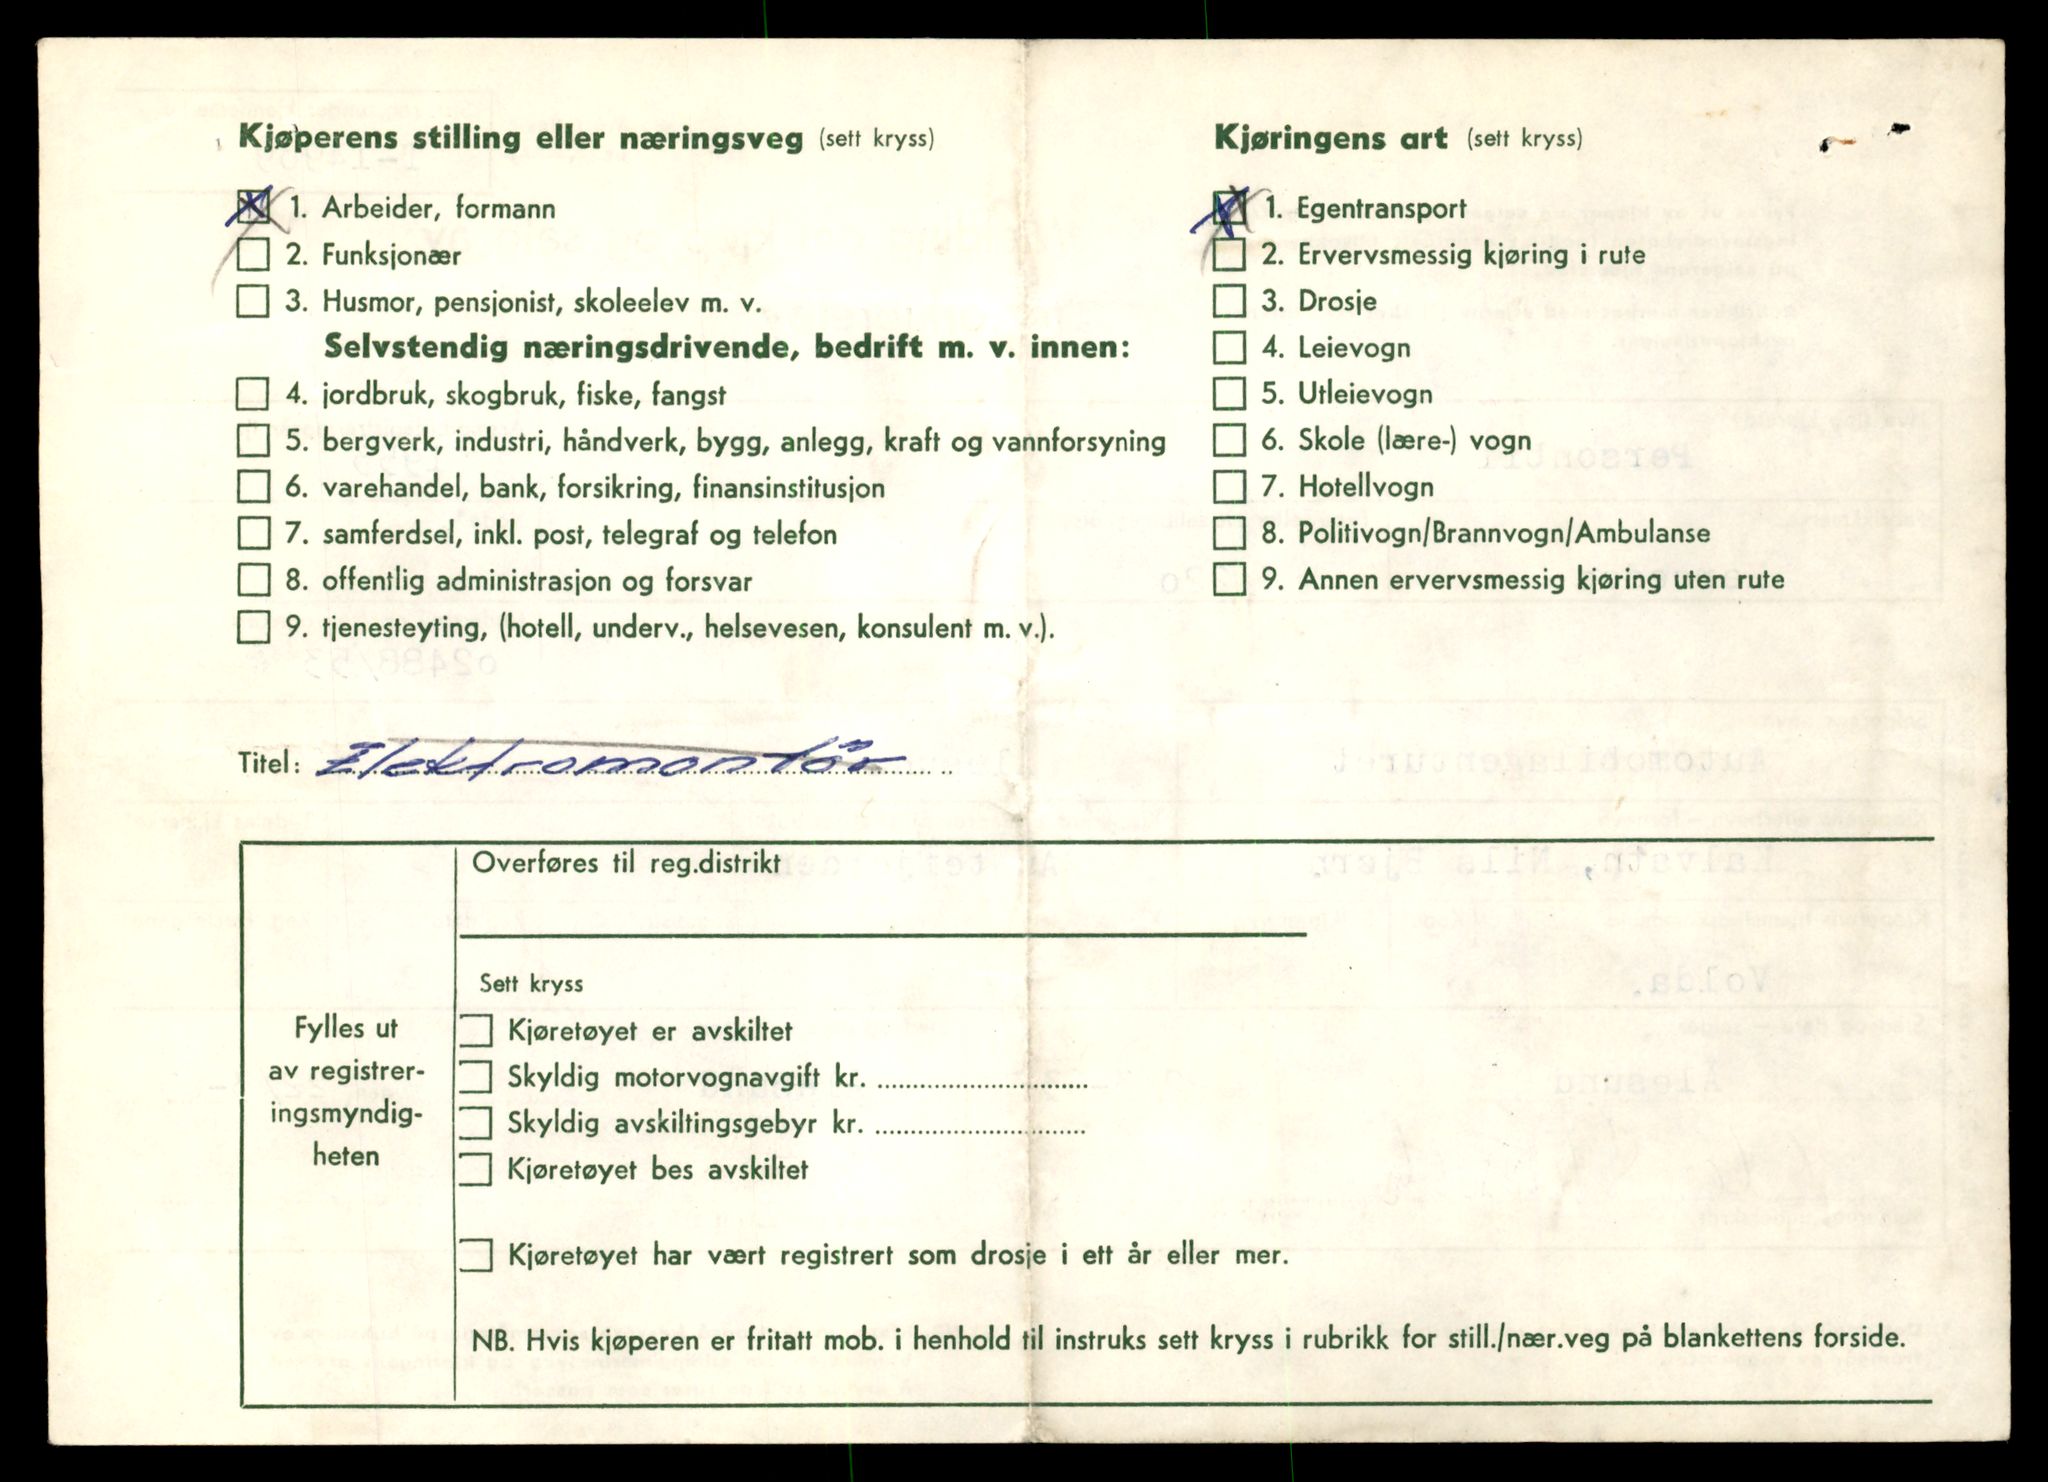 Kjøperens stilling eller næringsveg (sett kryss)
1. Arbeider, formann
2. Funksjonær
3. Husmor, pensjonist, skoleelev m. v.
Selvstendig næringsdrivende, bedrift m. v. innen:
4. jordbruk, skogbruk, fiske, fangst
5. bergverk, industri, håndverk, bygg, anlegg, kraft og vannforsyning
6. varehandel, bank, forsikring, finansinstitusjon
7. samferdsel, inkl. post, telegraf og telefon
8. offentlig administrasjon og forsvar
9. tjenesteyting, (hotell, underv., helsevesen, konsulent m. v.).
Kjøringens art (sett kryss)
1. Egentransport
2. Ervervsmessig kjøring i rute
3. Drosje
4. Leievogn
5. Utleievogn
6. Skole (lære-) vogn
7. Hotellvogn
8. Politivogn/Brannvogn/Ambulanse
9. Annen ervervsmessig kjøring uten rute
Titel: Elektromontör
Fylles ut
av registrer-
ingsmyndig-
heten
Overføres til reg.distrikt
Sett kryss
Kjøretøyet er avskiltet
Skyldig motorvognavgift kr.
Skyldig avskiltingsgebyr kr.
Kjøretøyet bes avskiltet
Kjøretøyet har vært registrert som drosje i ett år eller mer.
NB. Hvis kjøperen er fritatt mob. i henhold til instruks sett kryss i rubrikk for still./nær.veg på blankettens forside.